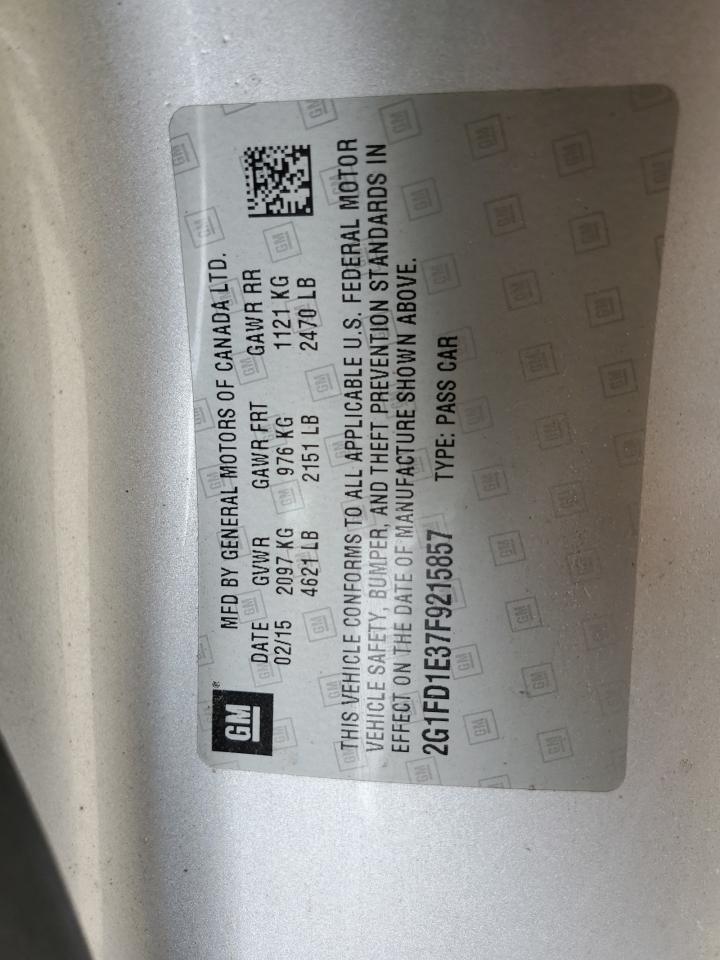 GM
MFD BY GENERAL MOTORS OF CANADA LTD.
DATE GVWR GAWR FRT GAWR RR
02/15 2097 KG 976 KG 1121 KG
4621 LB 2151 LB 2470 LB
THIS VEHICLE CONFORMS TO ALL APPLICABLE U.S. FEDERAL MOTOR
VEHICLE SAFETY, BUMPER, AND THEFT PREVENTION STANDARDS IN
EFFECT ON THE DATE OF MANUFACTURE SHOWN ABOVE.
2G1FD1E37F9215857 TYPE: PASS CAR